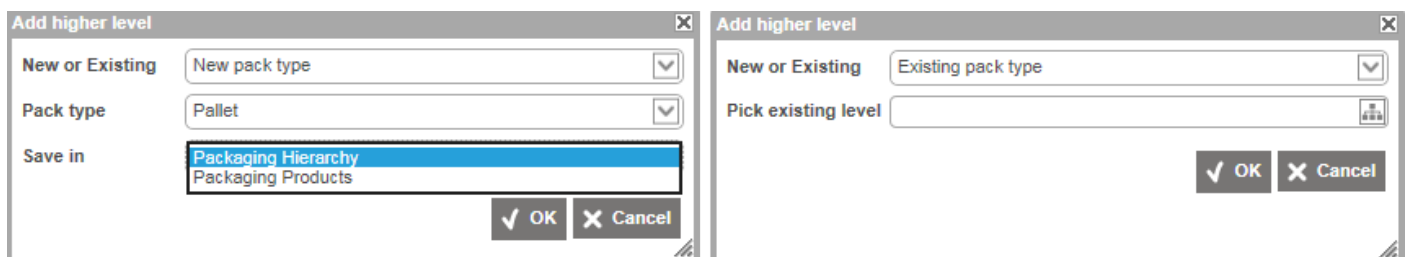 Add higher level
New or Existing New pack type
Pack type Pallet
Save in Packaging Hierarchy
Packaging Products
OK Cancel
Add higher level
New or Existing Existing pack type
Pick existing level
OK Cancel